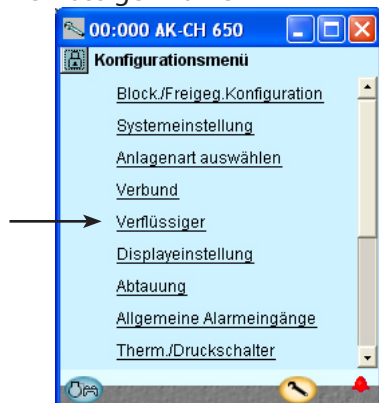 00:000 AK-CH 650
Konfigurationsmenü
Block./Freigeg.Konfiguration
Systemeinstellung
Anlagenart auswählen
Verbund
Verflüssiger
Displayeinstellung
Abtauung
Allgemeine Alarmeingänge
Therm./Druckschalter